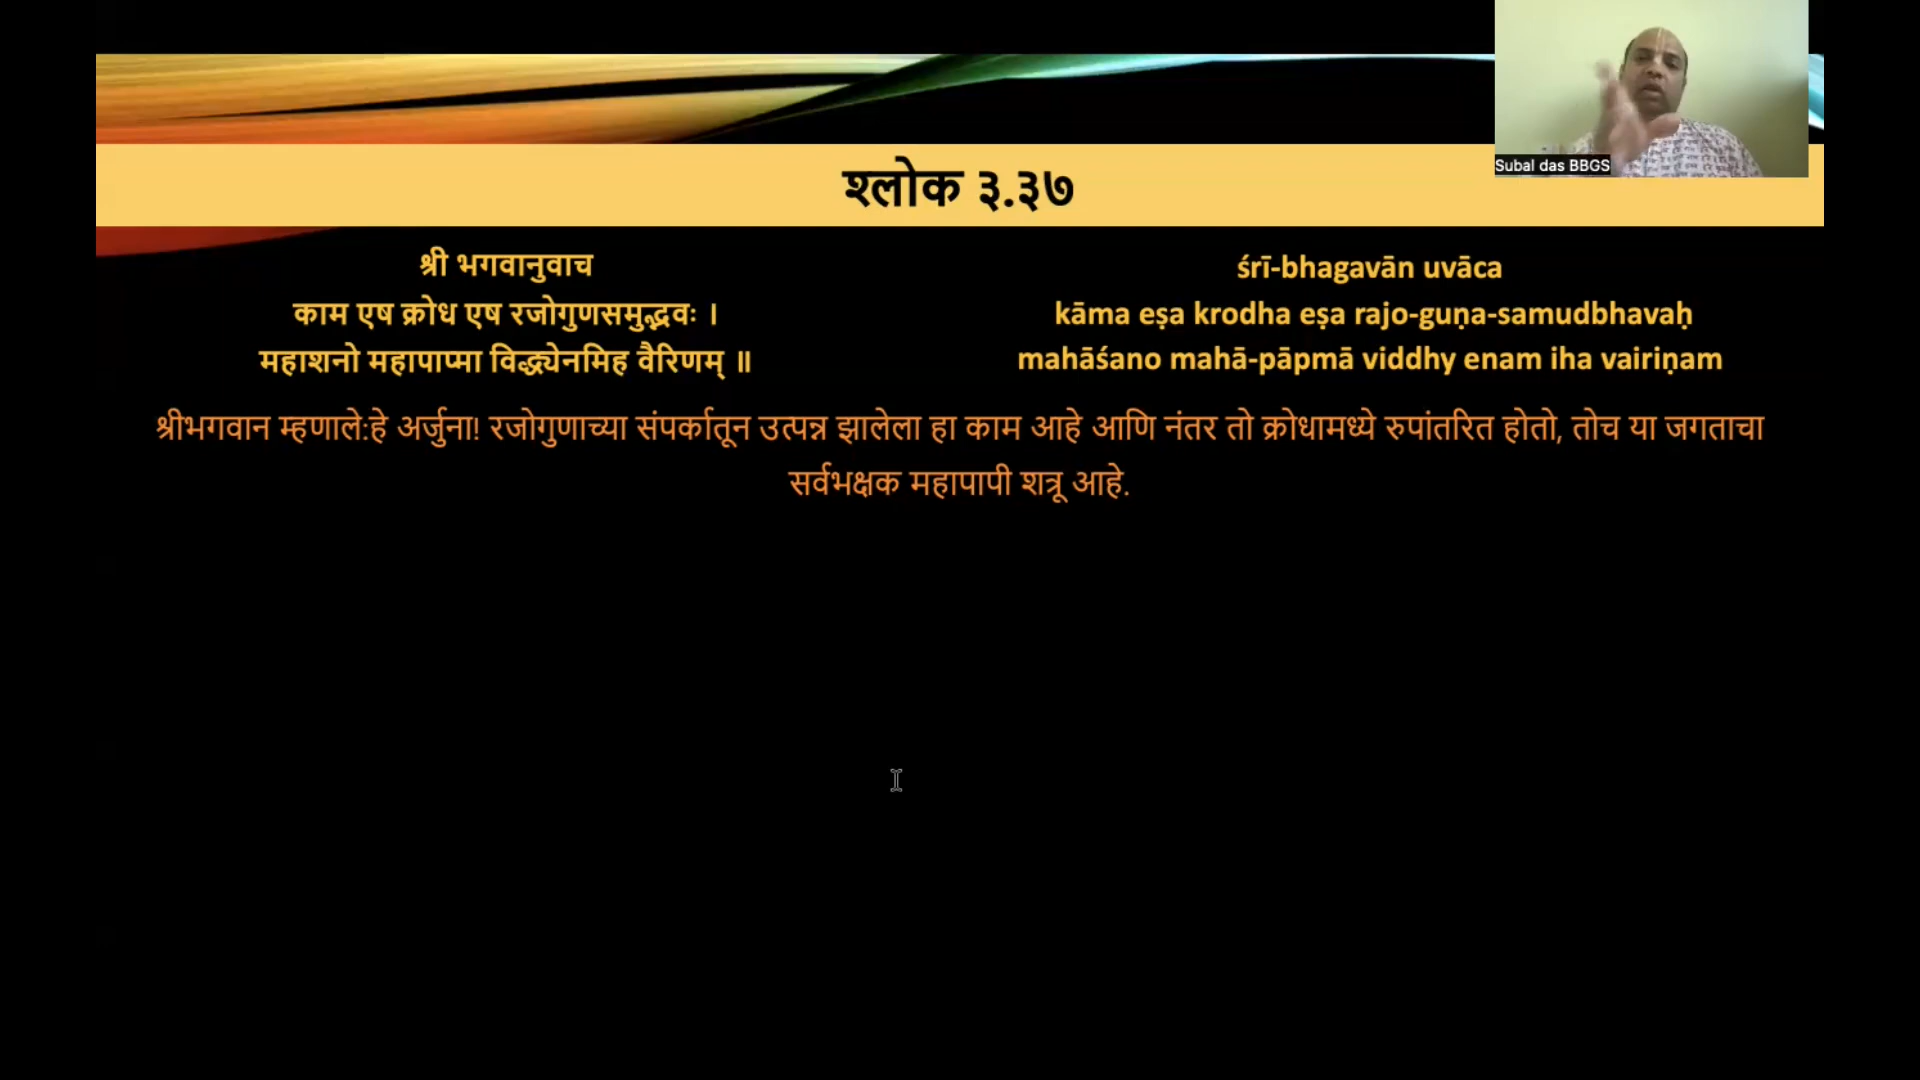 Subal das BBGS
श्लोक ३.३७
श्री भगवानुवाच
काम एष क्रोध एष रजोगुणसमुद्भवः ।
महाशनो महापाप्मा विद्ध्येनमिह वैरिणम् ॥
śrī-bhagavān uvāca
kāma eṣa krodha eṣa rajo-guṇa-samudbhavaḥ
mahāśano mahā-pāpmā viddhy enam iha vairiṇam
श्रीभगवान म्हणाले:हे अर्जुना! रजोगुणाच्या संपर्कातून उत्पन्न झालेला हा काम आहे आणि नंतर तो क्रोधामध्ये रुपांतरित होतो, तोच या जगताचा
सर्वभक्षक महापापी शत्रू आहे.